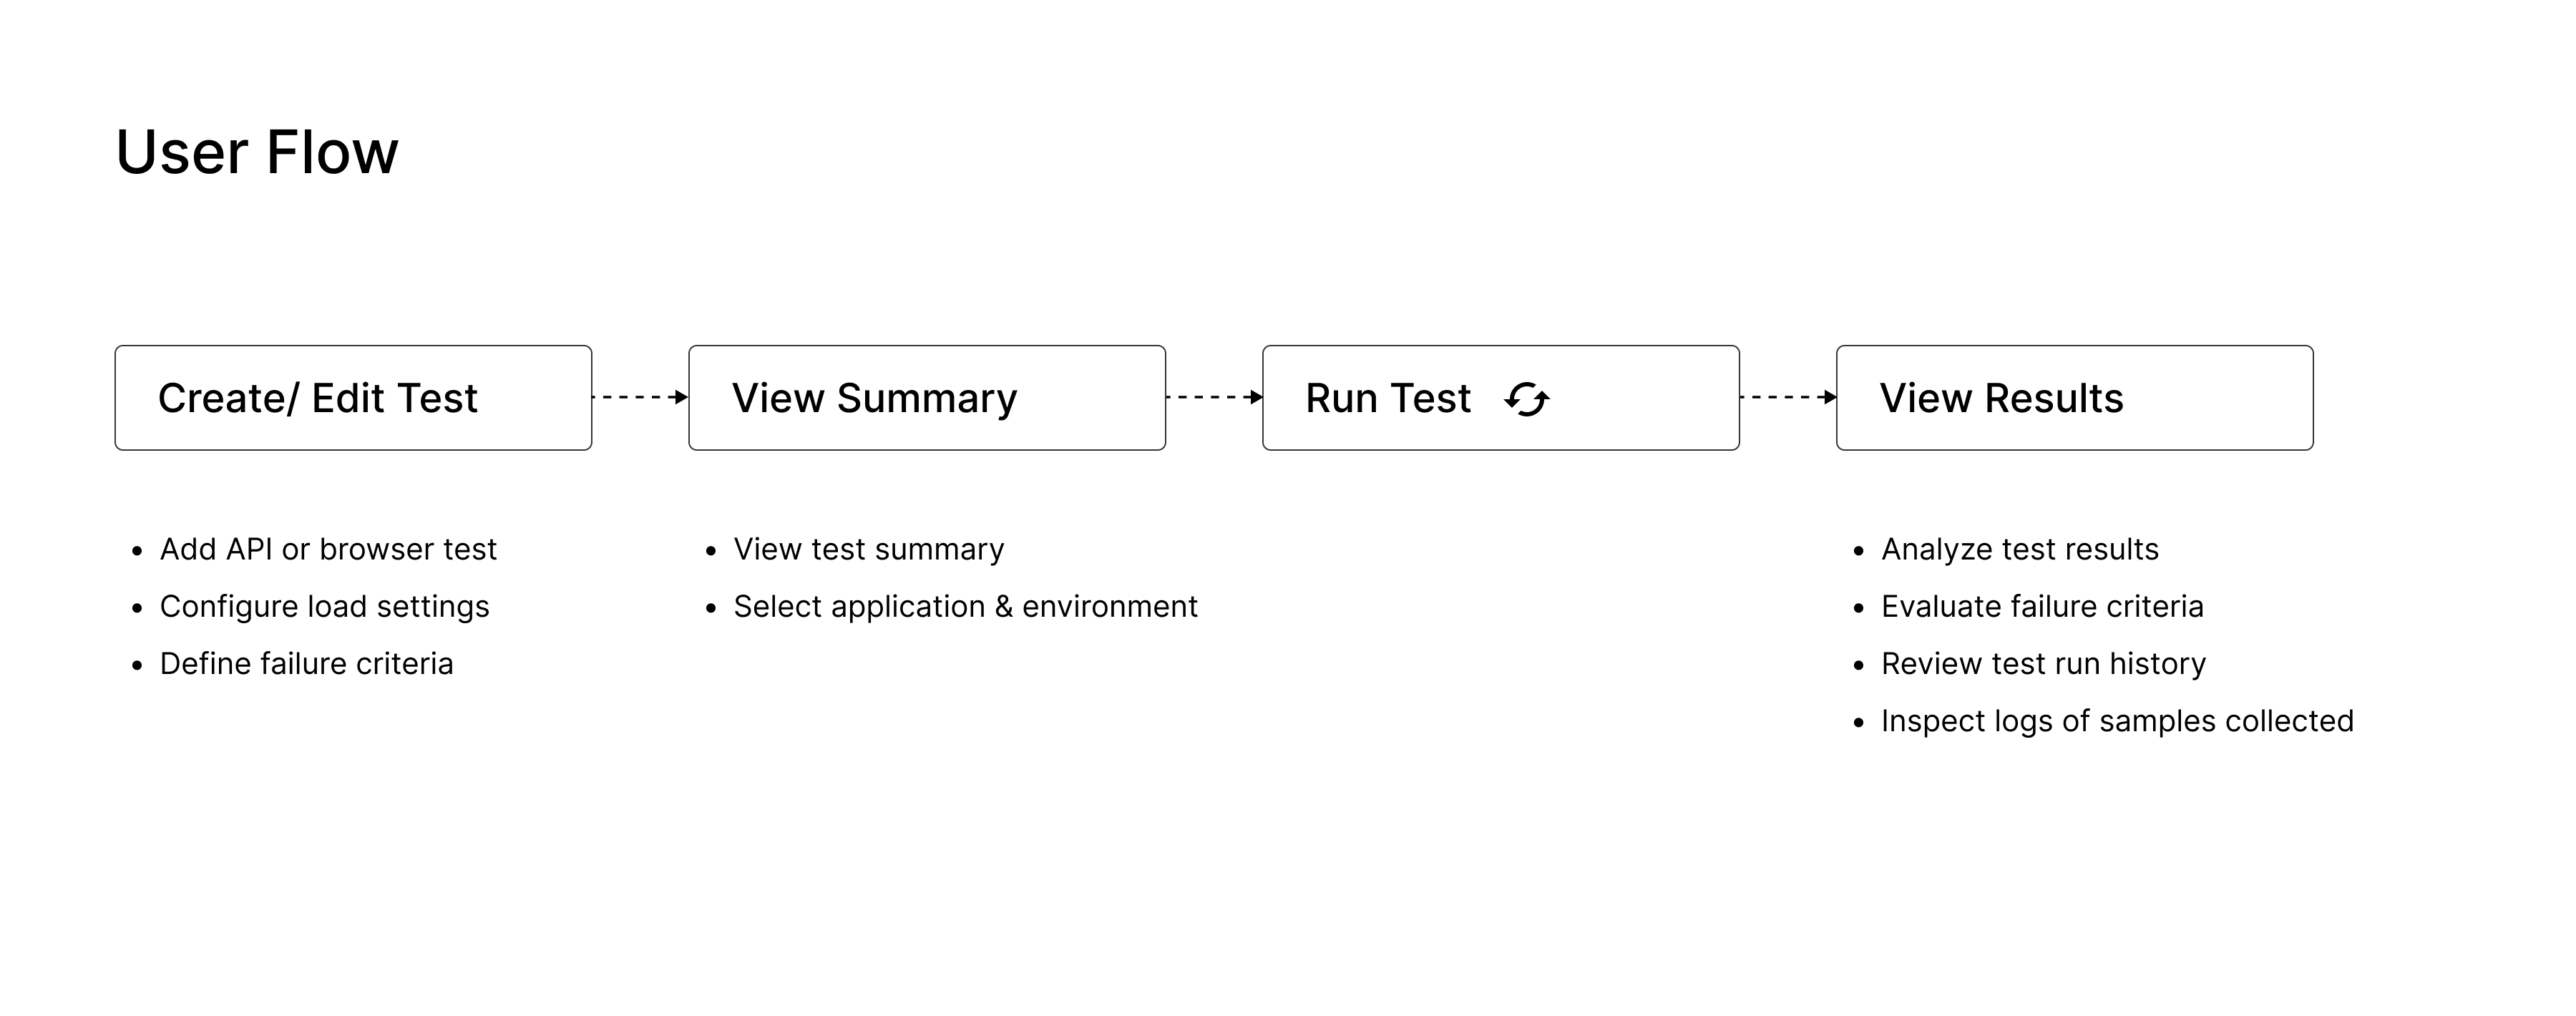 User Flow
Create/ Edit Test
View Summary
Run Test
View Results
• Add API or browser test
• Configure load settings
• Define failure criteria
• View test summary
• Select application & environment
• Analyze test results
• Evaluate failure criteria
• Review test run history
• Inspect logs of samples collected